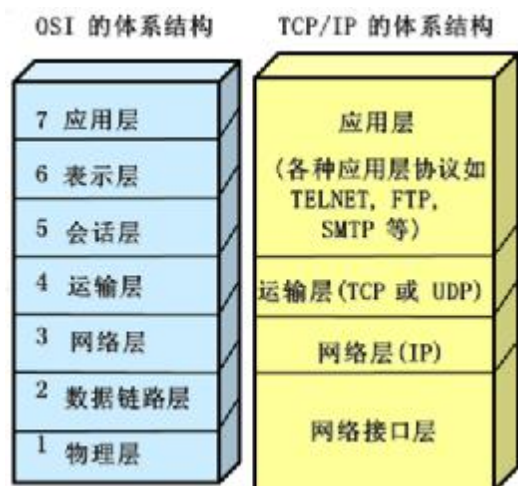 OSI 的体系结构
7 应用层
6 表示层
5 会话层
4 运输层
3 网络层
2 数据链路层
1 物理层
TCP/IP 的体系结构
应用层
(各种应用层协议如
TELNET, FTP,
SMTP 等)
运输层(TCP 或 UDP)
网络层(IP)
网络接口层